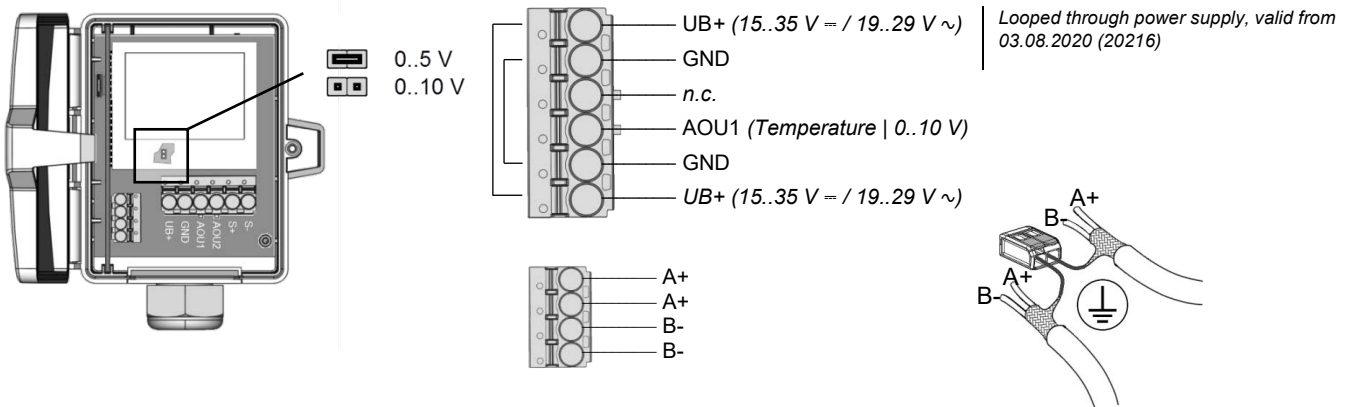 0..5 V
0..10 V
UB+
GND
AOU1
AOU2
S+
S-
UB+ (15..35 V ⎓ / 19..29 V ~)
GND
n.c.
AOU1 (Temperature | 0..10 V)
GND
UB+ (15..35 V ⎓ / 19..29 V ~)
Looped through power supply, valid from
03.08.2020 (20216)
A+
A+
B-
B-
A+
B-
A+
B-